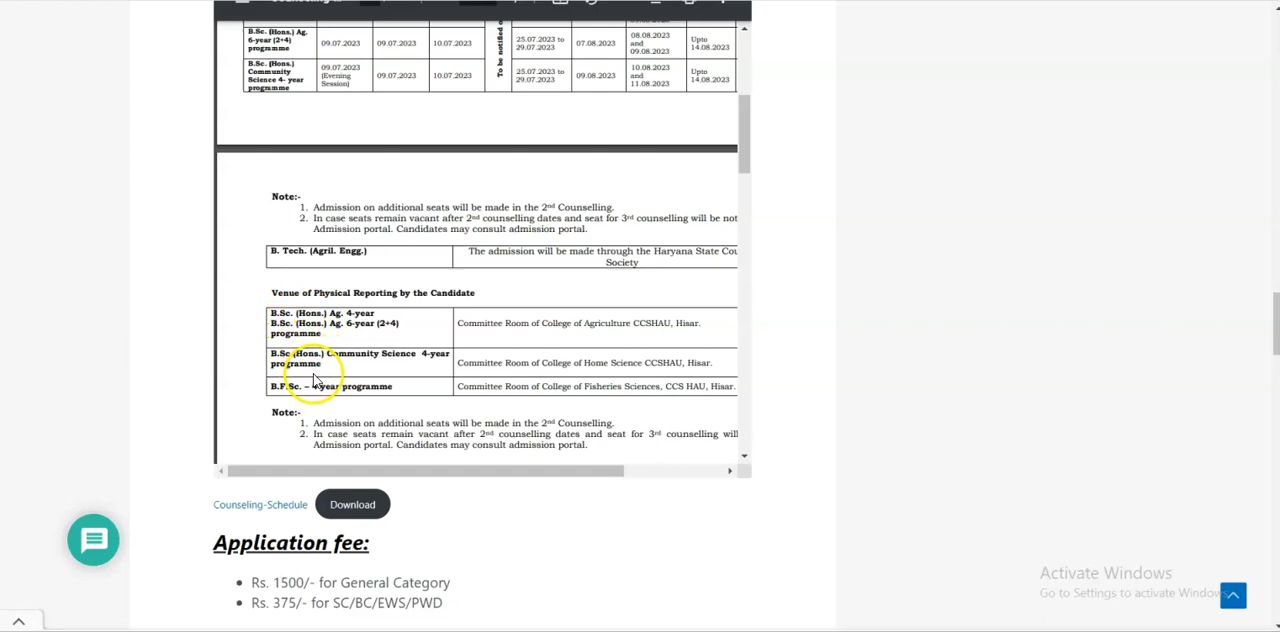 B.Sc. (Hons.) Ag. 6-year (2+4) programme 09.07.2023 09.07.2023 10.07.2023 25.07.2023 to 29.07.2023 07.08.2023 08.08.2023 and 09.08.2023 Upto 14.08.2023
B.Sc. (Hons.) Community Science 4- year programme 09.07.2023 (Evening Session) 09.07.2023 10.07.2023 25.07.2023 to 29.07.2023 09.08.2023 10.08.2023 and 11.08.2023 Upto 14.08.2023
To be notified
Note:-
1. Admission on additional seats will be made in the 2nd Counselling.
2. In case seats remain vacant after 2nd counselling dates and seat for 3rd counselling will be not
Admission portal. Candidates may consult admission portal.
B. Tech. (Agril. Engg.) The admission will be made through the Haryana State Cou
Society
Venue of Physical Reporting by the Candidate
B.Sc. (Hons.) Ag. 4-year
B.Sc. (Hons.) Ag. 6-year (2+4)
programme
Committee Room of College of Agriculture CCSHAU, Hisar.
B.Sc (Hons.) Community Science 4-year
programme
Committee Room of College of Home Science CCSHAU, Hisar.
B.F.Sc. – 4-year programme Committee Room of College of Fisheries Sciences, CCS HAU, Hisar.
Note:-
1. Admission on additional seats will be made in the 2nd Counselling.
2. In case seats remain vacant after 2nd counselling dates and seat for 3rd counselling will
Admission portal. Candidates may consult admission portal.
Counseling-Schedule Download
Application fee:
• Rs. 1500/- for General Category
• Rs. 375/- for SC/BC/EWS/PWD
Activate Windows
Go to Settings to activate Windows.